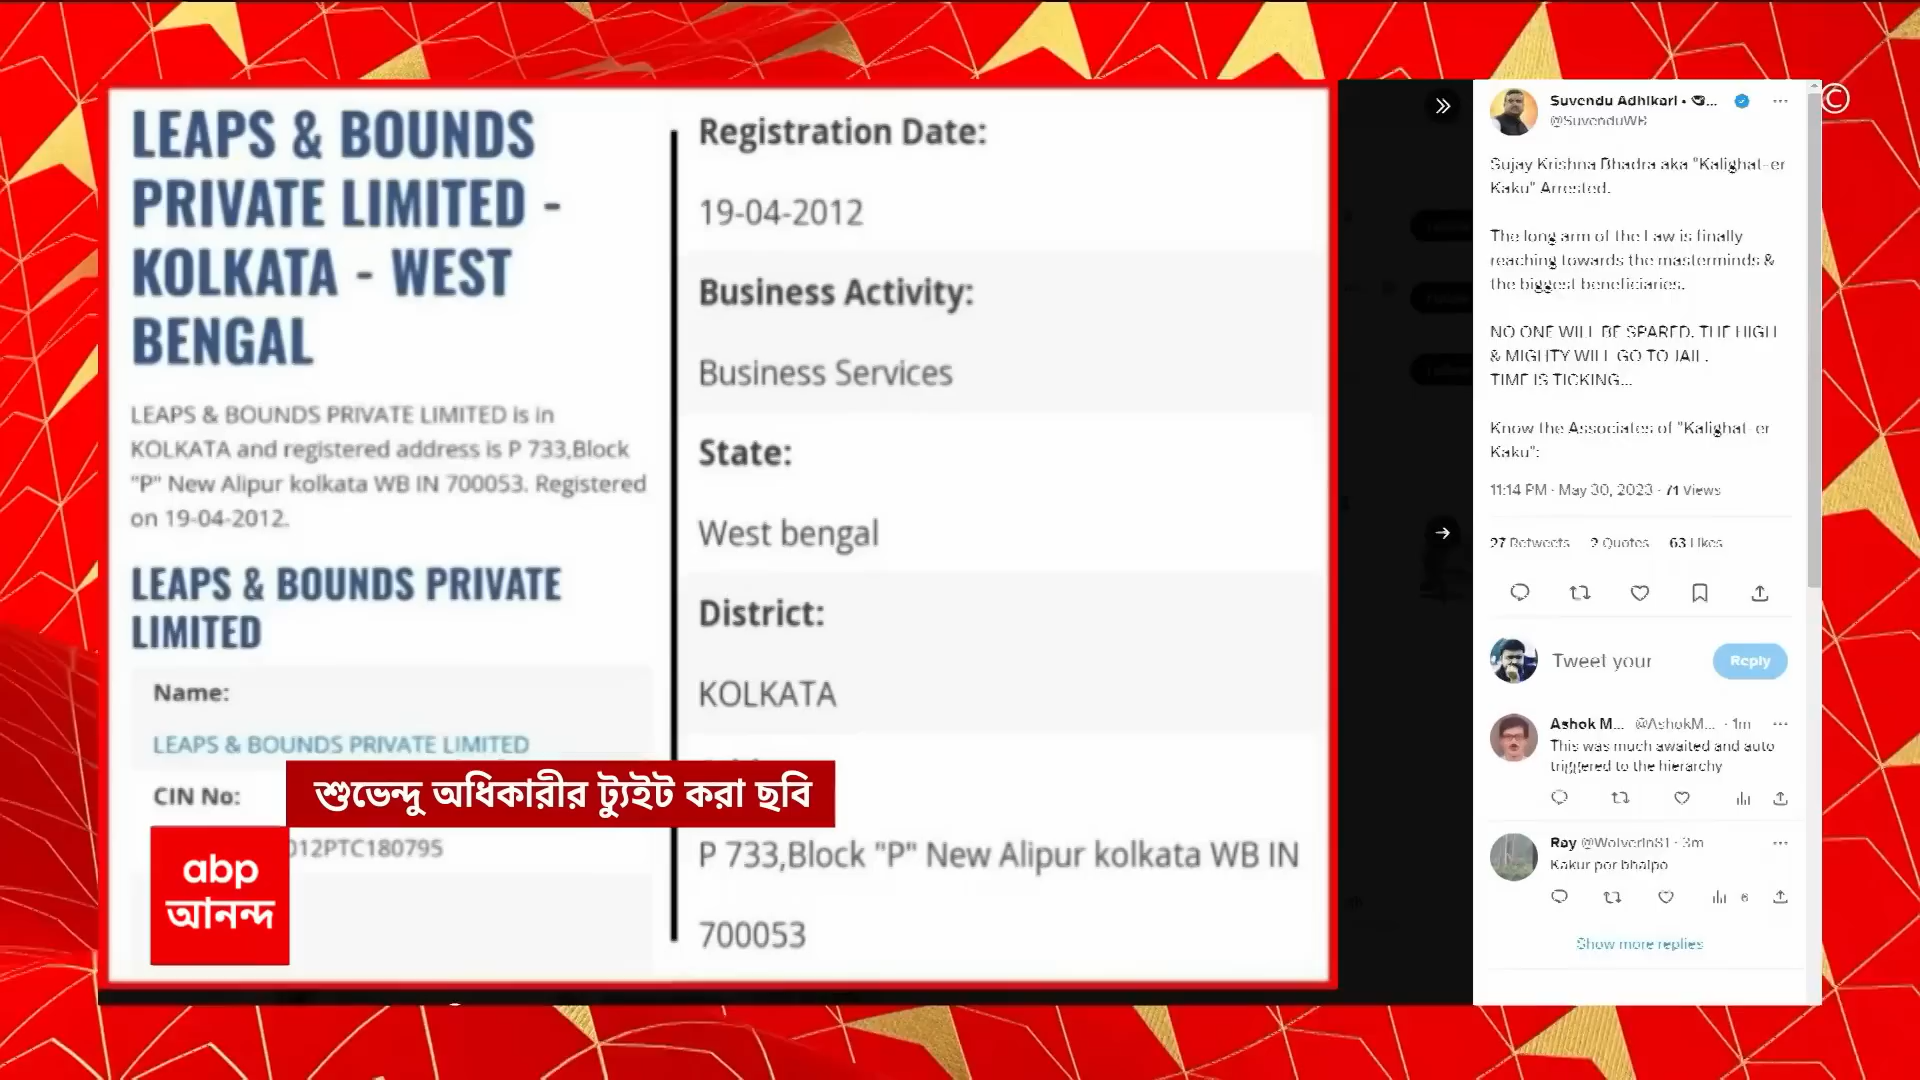 LEAPS & BOUNDS
PRIVATE LIMITED -
KOLKATA - WEST
BENGAL
LEAPS & BOUNDS PRIVATE LIMITED is in
KOLKATA and registered address is P 733,Block
"P" New Alipur kolkata WB IN 700053. Registered
on 19-04-2012.
LEAPS & BOUNDS PRIVATE
LIMITED
Name:
LEAPS & BOUNDS PRIVATE LIMITED
CIN No:
012PTC180795
Registration Date:
19-04-2012
Business Activity:
Business Services
State:
West bengal
District:
KOLKATA
P 733,Block "P" New Alipur kolkata WB IN
700053
শুভেন্দু অধিকারীর ট্যুইট করা ছবি
abp
আনন্দ
©
Suvendu Adhikari • ...
@SuvenduWB
Sujay Krishna Bhadra aka "Kalighat-er
Kaku" Arrested.
The long arm of the Law is finally
reaching towards the masterminds &
the biggest beneficiaries.
NO ONE WILL BE SPARED. THE HIGH
& MIGHTY WILL GO TO JAIL.
TIME IS TICKING...
Know the Associates of "Kalighat-er
Kaku":
11:14 PM · May 30, 2023 · 71 Views
27 Retweets 2 Quotes 63 Likes
Tweet your
Reply
Ashok M... @AshokM... · 1m
This was much awaited and auto
triggered to the hierarchy
Ray @WolverinS1 · 3m
Kakur por bhaipo
6
Show more replies